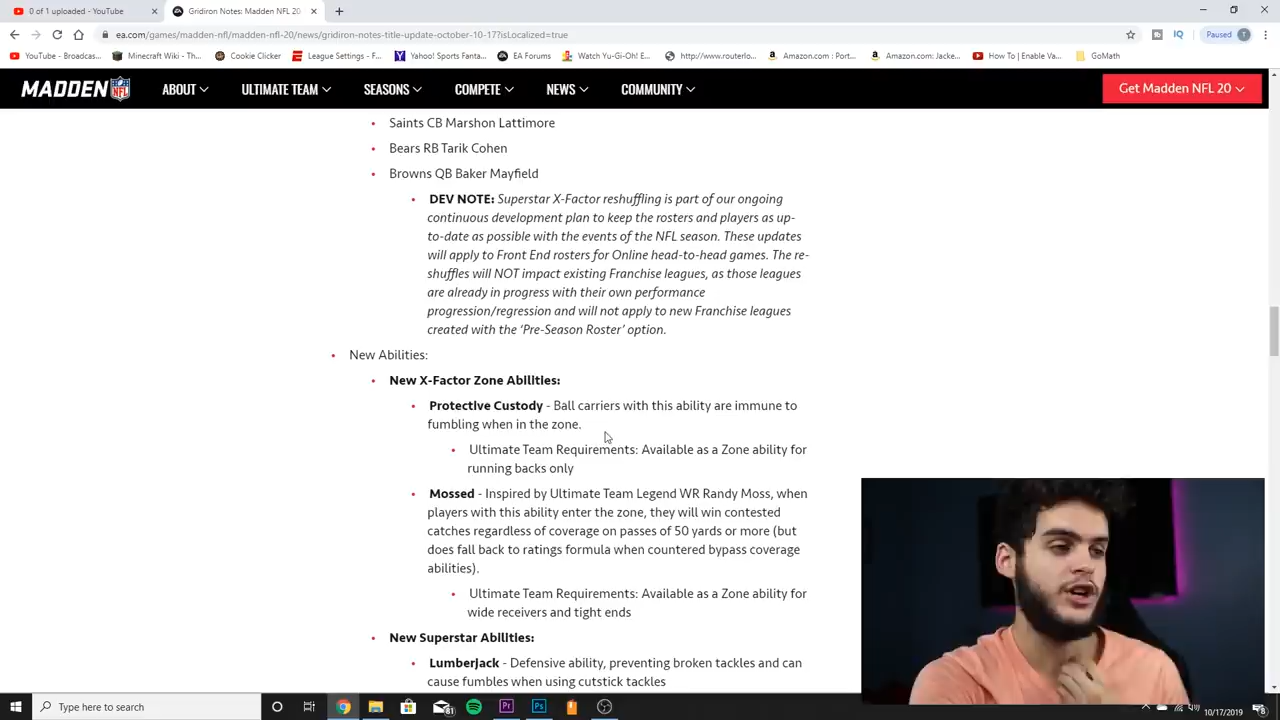 0 of 1 uploaded - YouTube
Gridiron Notes: Madden NFL 20
ea.com/games/madden-nfl/madden-nfl-20/news/gridiron-notes-title-update-october-10-17?isLocalized=true
Paused
YouTube - Broadcas...
Minecraft Wiki - Th...
Cookie Clicker
League Settings - F...
Yahoo! Sports Fanta...
EA Forums
Watch Yu-Gi-Oh! E...
http://www.routerlo...
Amazon.com : Port...
Amazon.com: Jacke...
How To | Enable Va...
GoMath
MADDEN NFL 20
ABOUT
ULTIMATE TEAM
SEASONS
COMPETE
NEWS
COMMUNITY
Get Madden NFL 20
Saints CB Marshon Lattimore
Bears RB Tarik Cohen
Browns QB Baker Mayfield
DEV NOTE: Superstar X-Factor reshuffling is part of our ongoing
continuous development plan to keep the rosters and players as up-
to-date as possible with the events of the NFL season. These updates
will apply to Front End rosters for Online head-to-head games. The re-
shuffles will NOT impact existing Franchise leagues, as those leagues
are already in progress with their own performance
progression/regression and will not apply to new Franchise leagues
created with the ‘Pre-Season Roster’ option.
New Abilities:
New X-Factor Zone Abilities:
Protective Custody - Ball carriers with this ability are immune to
fumbling when in the zone.
Ultimate Team Requirements: Available as a Zone ability for
running backs only
Mossed - Inspired by Ultimate Team Legend WR Randy Moss, when
players with this ability enter the zone, they will win contested
catches regardless of coverage on passes of 50 yards or more (but
does fall back to ratings formula when countered bypass coverage
abilities).
Ultimate Team Requirements: Available as a Zone ability for
wide receivers and tight ends
New Superstar Abilities:
Lumberjack - Defensive ability, preventing broken tackles and can
cause fumbles when using cutstick tackles
Type here to search
10/17/2019